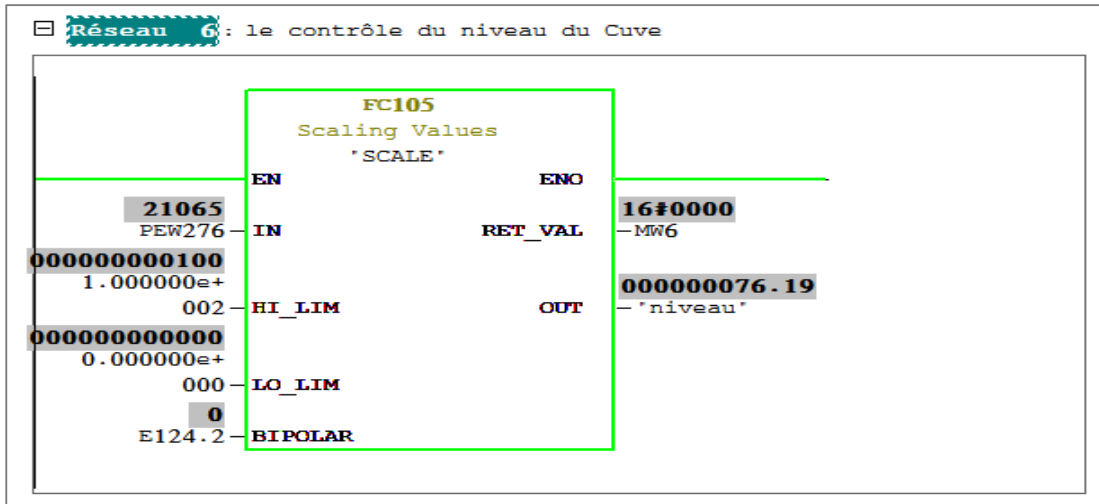 Réseau 6 : le contrôle du niveau du Cuve
FC105
Scaling Values
"SCALE"
EN ENO
21065 16#0000
PEW276 IN RET_VAL MW6
000000000100
1.000000e+ 000000076.19
002 HI_LIM OUT "niveau"
000000000000
0.000000e+
000 LO_LIM
0
E124.2 BIPOLAR